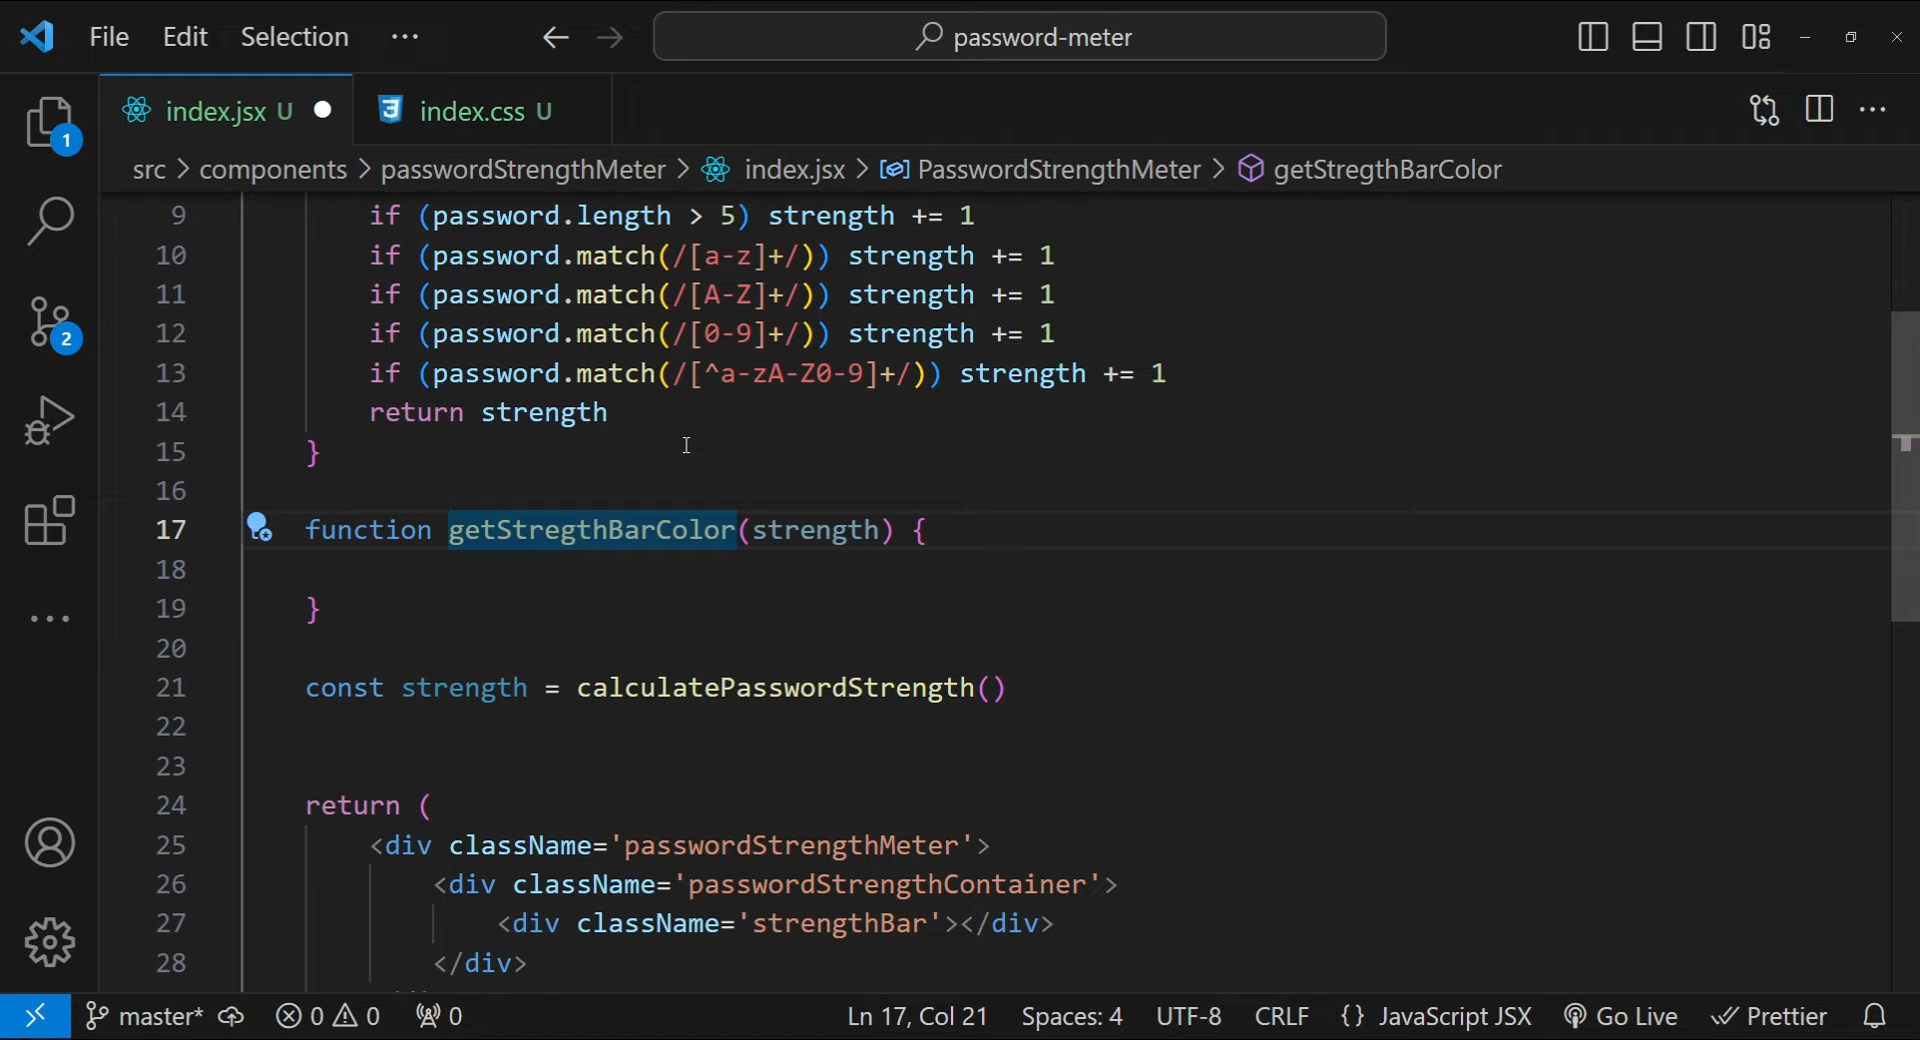 File Edit Selection ··· password-meter
index.jsx U index.css U
src > components > passwordStrengthMeter > index.jsx > PasswordStrengthMeter > getStregthBarColor
9 if (password.length > 5) strength += 1
10 if (password.match(/[a-z]+/)) strength += 1
11 if (password.match(/[A-Z]+/)) strength += 1
12 if (password.match(/[0-9]+/)) strength += 1
13 if (password.match(/[^a-zA-Z0-9]+/)) strength += 1
14 return strength
15 }
16
17 function getStregthBarColor(strength) {
18
19 }
20
21 const strength = calculatePasswordStrength()
22
23
24 return (
25 <div className='passwordStrengthMeter'>
26 <div className='passwordStrengthContainer'>
27 <div className='strengthBar'></div>
28 </div>
1
2
master* 0 0 0 Ln 17, Col 21 Spaces: 4 UTF-8 CRLF {} JavaScript JSX Go Live Prettier